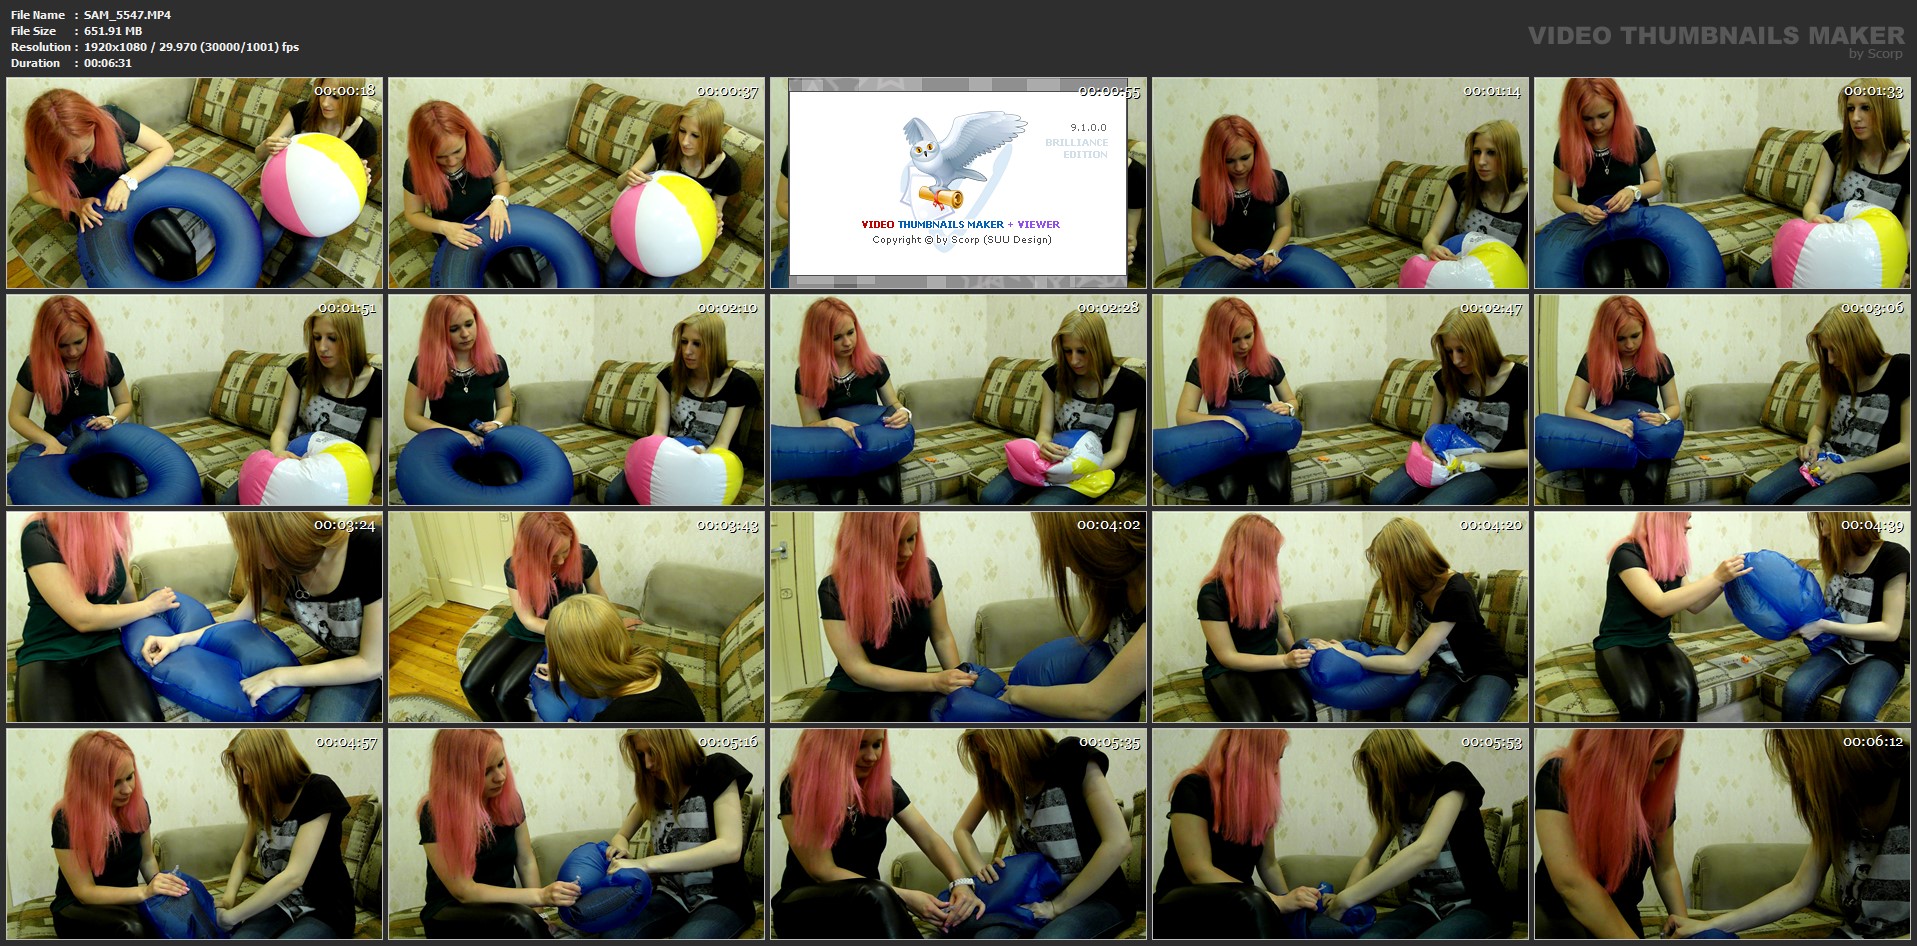 File Name : SAM_5547.MP4
File Size : 651.91 MB
Resolution : 1920x1080 / 29.970 (30000/1001) fps
Duration : 00:06:31
VIDEO THUMBNAILS MAKER
by Scorp
00:00:18
00:00:37
00:00:55
9.1.0.0
BRILLIANCE
EDITION
VIDEO THUMBNAILS MAKER + VIEWER
Copyright © by Scorp (SUU Design)
00:01:14
00:01:33
00:01:51
00:02:10
00:02:28
00:02:47
00:03:06
00:03:24
00:03:43
00:04:02
00:04:20
00:04:39
00:04:57
00:05:16
00:05:35
00:05:53
00:06:12